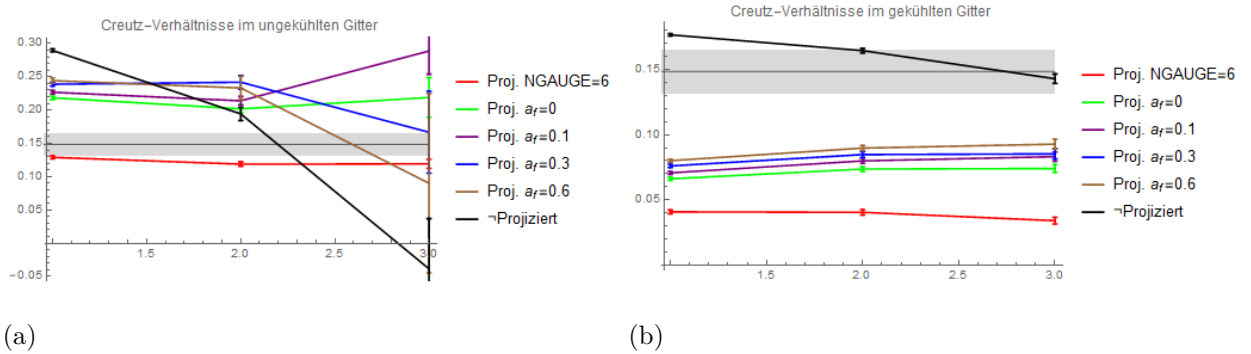 Creutz-Verhältnisse im ungekühlten Gitter
0.30
0.25
0.20
0.15
0.10
0.05
-0.05
1.5
2.0
2.5
3.0
Proj. NGAUGE=6
Proj. af=0
Proj. af=0.1
Proj. af=0.3
Proj. af=0.6
¬Projiziert
(a)
Creutz-Verhältnisse im gekühlten Gitter
0.15
0.10
0.05
1.5
2.0
2.5
3.0
Proj. NGAUGE=6
Proj. af=0
Proj. af=0.1
Proj. af=0.3
Proj. af=0.6
¬Projiziert
(b)